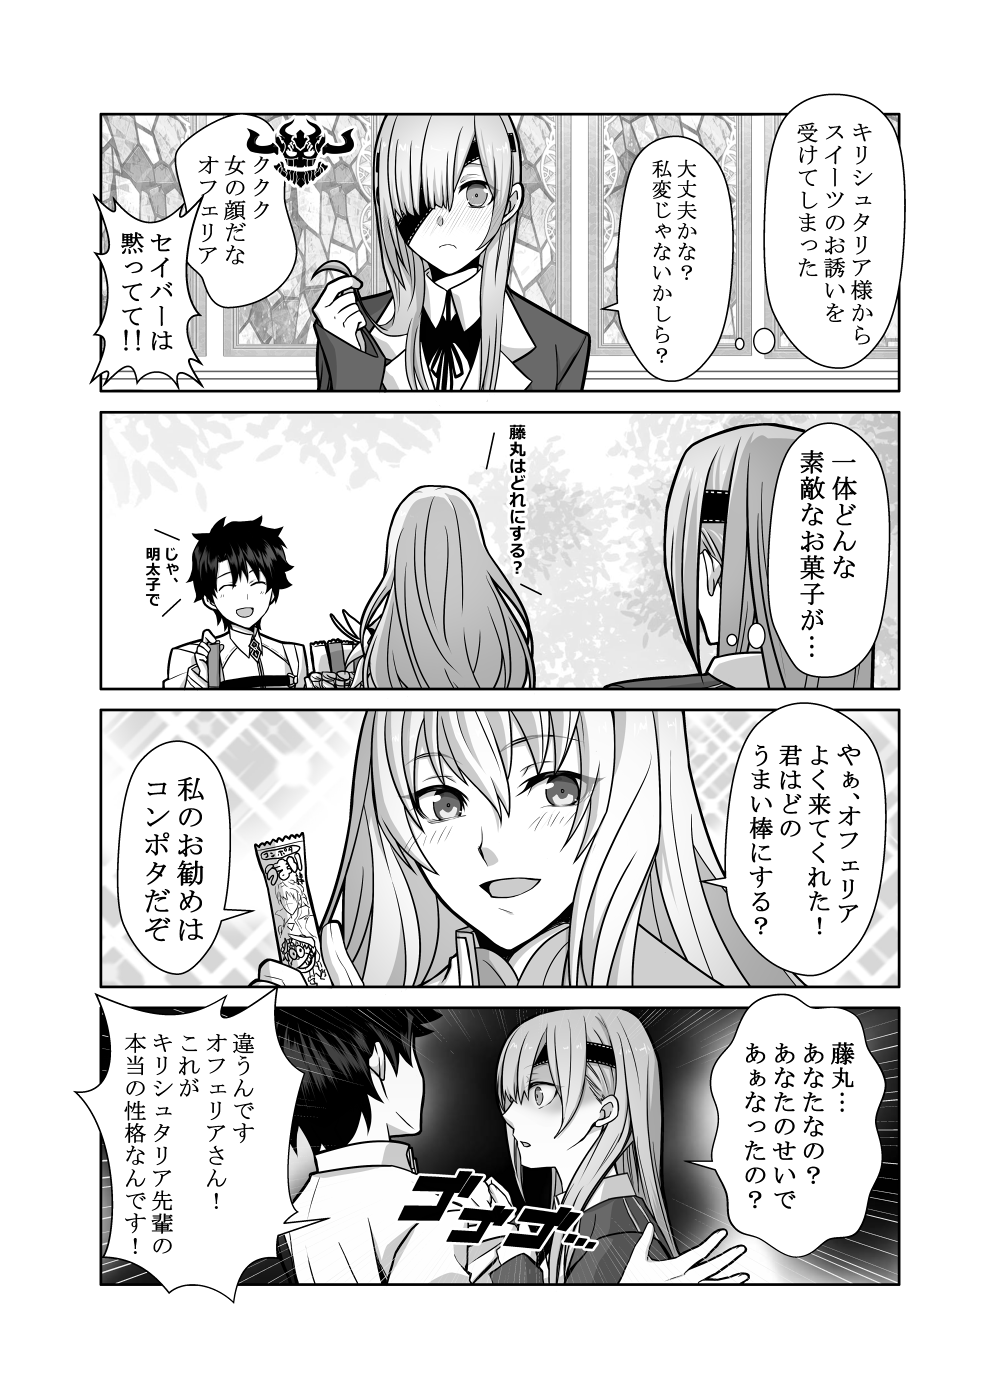 キリシュタリア様から
スイーツのお誘いを
受けてしまった
大丈夫かな?
私変じゃないかしら?
ククク
女の顔だな
オフェリア
セイバーは
黙ってて!!
一体どんな
素敵なお菓子が…
藤丸はどれにする?
じゃ、
明太子で
やぁ、オフェリア
よく来てくれた!
君はどの
うまい棒にする?
私のお勧めは
コンポタだぞ
コンポタ
うまい棒
藤丸…
あなたなの?
あなたのせいで
あぁなったの?
ゴゴゴ…
違うんです
オフェリアさん!
これが
キリシュタリア先輩の
本当の性格なんです!